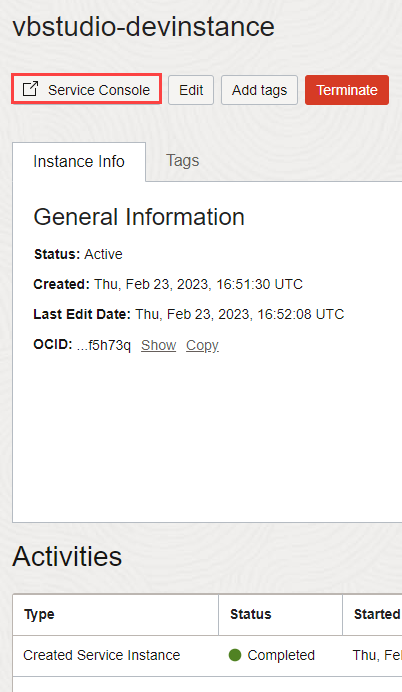 vbstudio-devinstance
Service Console Edit Add tags Terminate
Instance Info Tags
General Information
Status: Active
Created: Thu, Feb 23, 2023, 16:51:30 UTC
Last Edit Date: Thu, Feb 23, 2023, 16:52:08 UTC
OCID: ...f5h73q Show Copy
Activities
Type Status Started
Created Service Instance Completed Thu, Fe